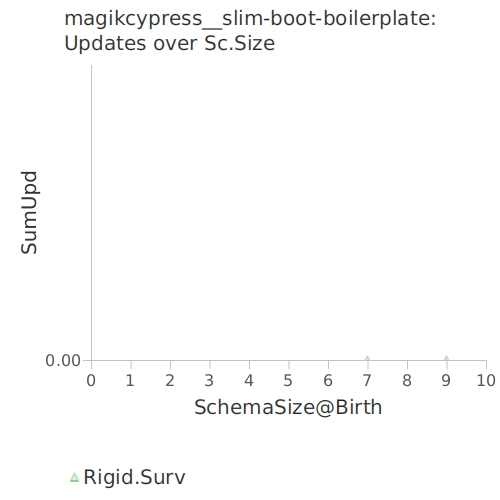 magikcypress__slim-boot-boilerplate:
Updates over Sc.Size
SumUpd
0.00
0 1 2 3 4 5 6 7 8 9 10
SchemaSize@Birth
Rigid.Surv